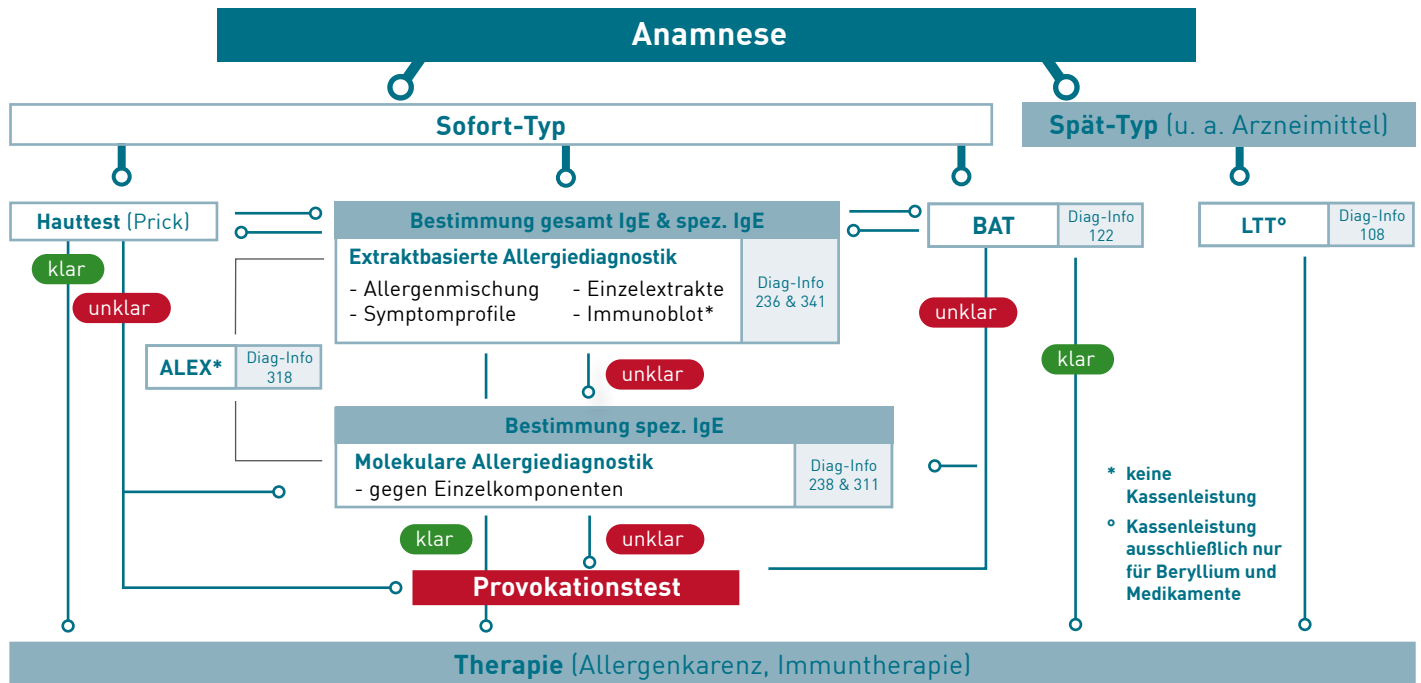 Anamnese
Sofort-Typ
Spät-Typ (u. a. Arzneimittel)
Hauttest (Prick)
klar
unklar
Bestimmung gesamt IgE & spez. IgE
Extraktbasierte Allergiediagnostik
- Allergenmischung
- Einzelextrakte
- Symptomprofile
- Immunoblot*
Diag-Info
236 & 341
BAT
Diag-Info
122
unklar
klar
LTT°
Diag-Info
108
ALEX*
Diag-Info
318
unklar
Bestimmung spez. IgE
Molekulare Allergiediagnostik
- gegen Einzelkomponenten
Diag-Info
238 & 311
klar
unklar
Provokationstest
* keine
Kassenleistung
° Kassenleistung
ausschließlich nur
für Beryllium und
Medikamente
Therapie (Allergenkarenz, Immuntherapie)